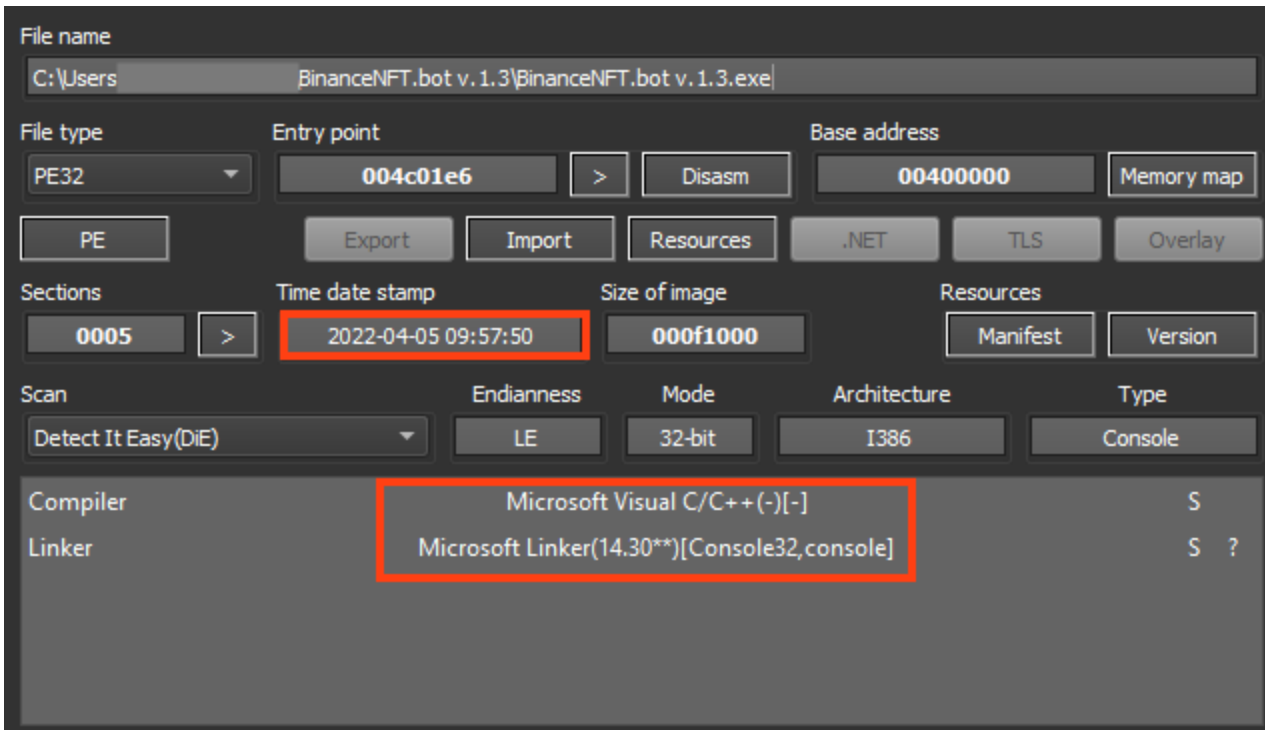 File name
C:\Users BinanceNFT.bot v.1.3\BinanceNFT.bot v.1.3.exe
File type Entry point Base address
PE32 004c01e6 > Disasm 00400000 Memory map
PE Export Import Resources .NET TLS Overlay
Sections Time date stamp Size of image Resources
0005 > 2022-04-05 09:57:50 000f1000 Manifest Version
Scan Endianness Mode Architecture Type
Detect It Easy(DiE) LE 32-bit I386 Console
Compiler Microsoft Visual C/C++(-)[-] S
Linker Microsoft Linker(14.30**)[Console32,console] S ?